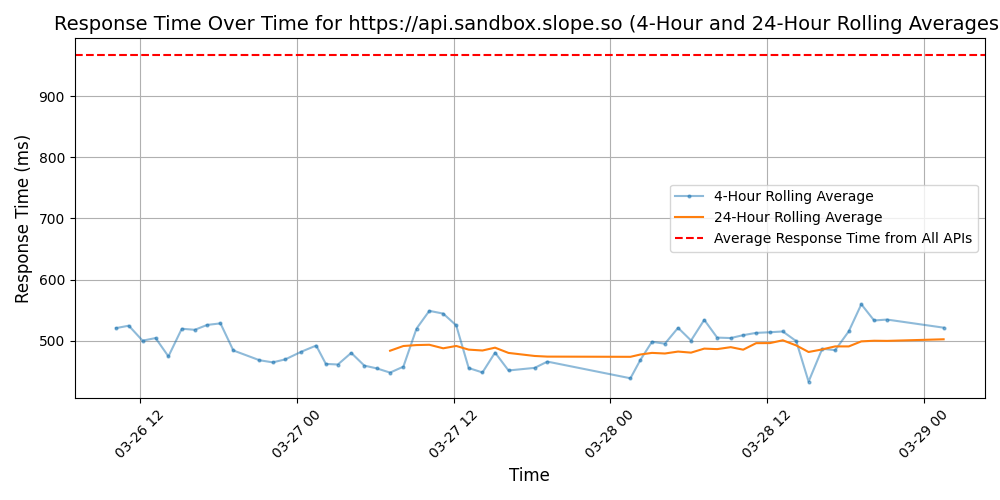 Response Time Over Time for https://api.sandbox.slope.so (4-Hour and 24-Hour Rolling Averages
Response Time (ms)
900
800
700
600
500
4-Hour Rolling Average
24-Hour Rolling Average
Average Response Time from All APIs
03-26 12
03-27 00
03-27 12
03-28 00
03-28 12
03-29 00
Time